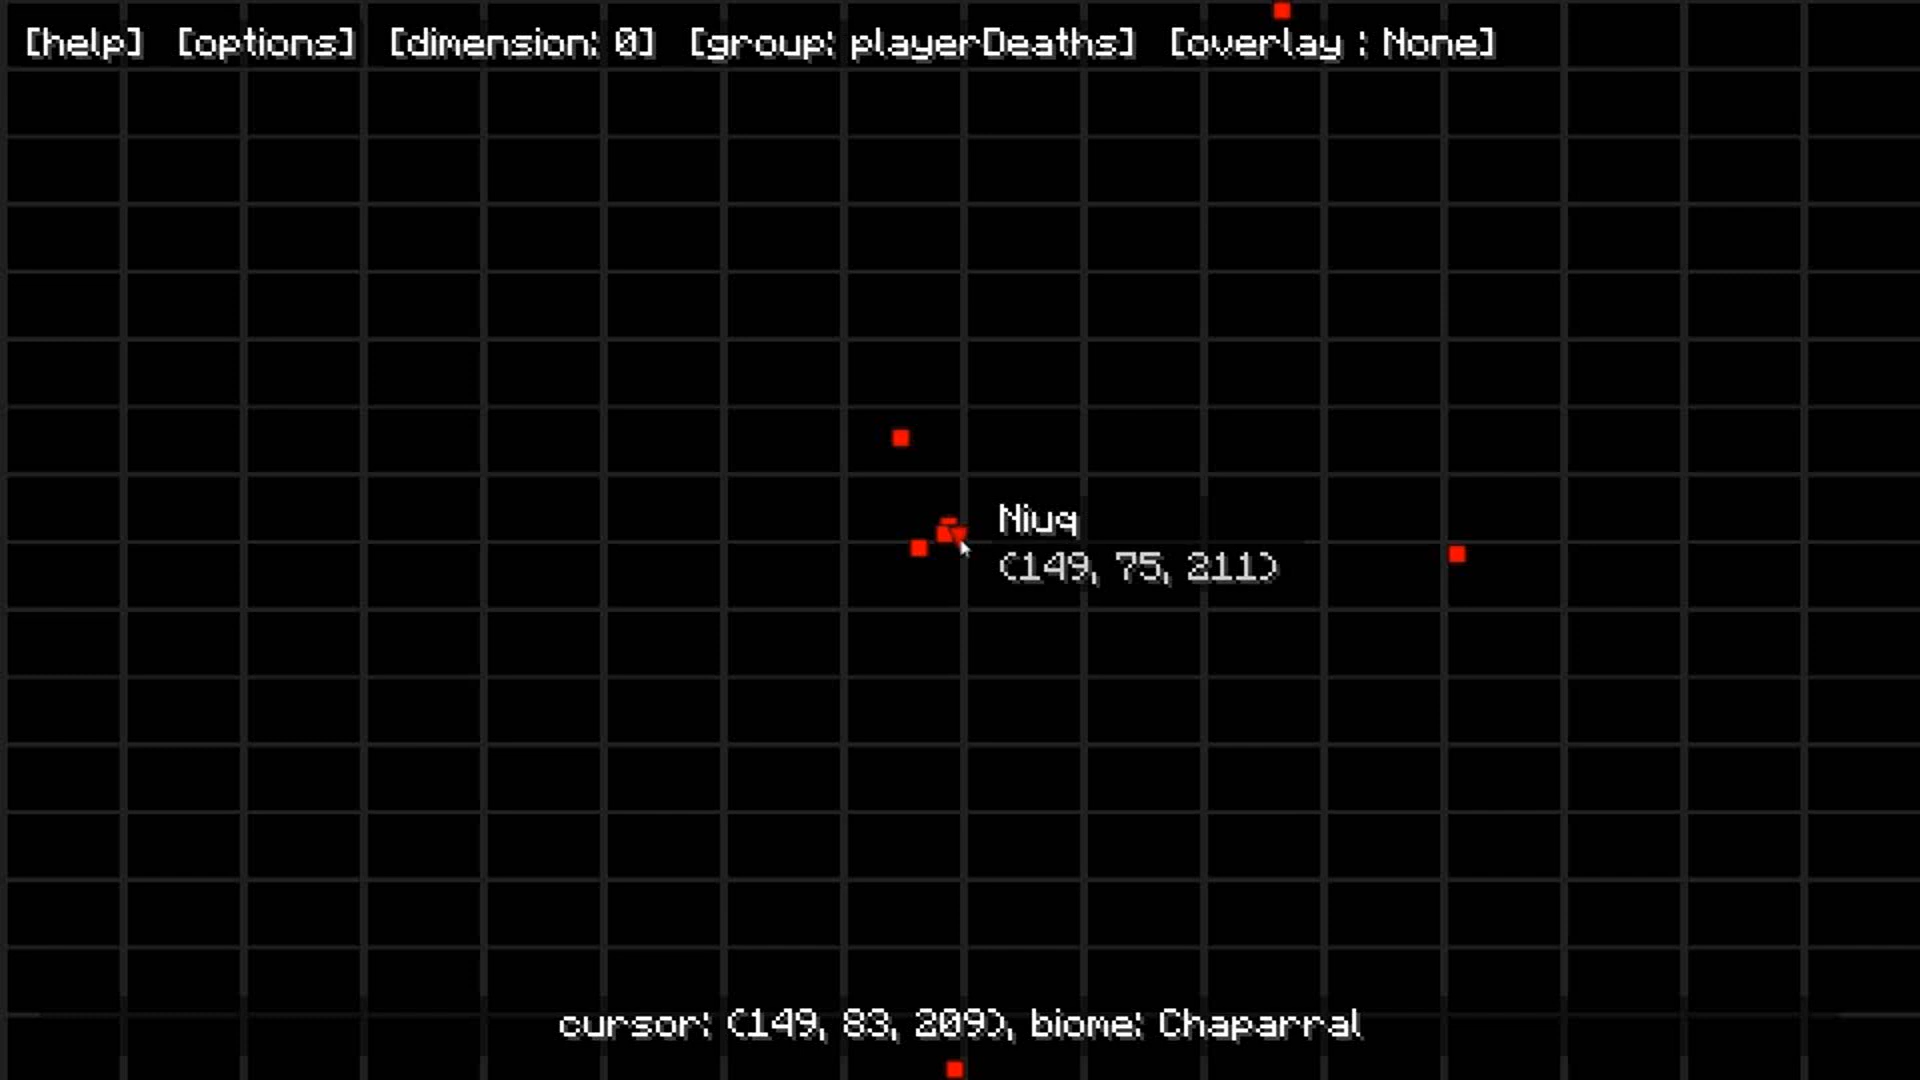 [help] [options] [dimension: 0] [group: playerDeaths] [overlay : None]
Niuq
(149, 75, 211)
cursor: (149, 83, 209), biome: Chaparral